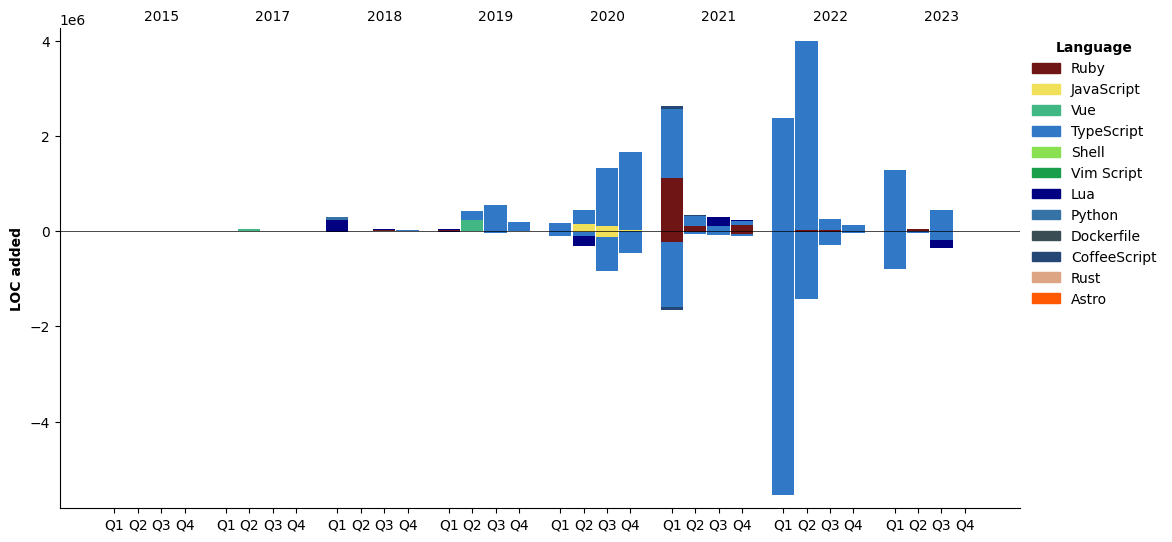 1e6
2015 2017 2018 2019 2020 2021 2022 2023
4
2
0
−2
−4
LOC added
Q1 Q2 Q3 Q4 Q1 Q2 Q3 Q4 Q1 Q2 Q3 Q4 Q1 Q2 Q3 Q4 Q1 Q2 Q3 Q4 Q1 Q2 Q3 Q4 Q1 Q2 Q3 Q4 Q1 Q2 Q3 Q4
Language
Ruby
JavaScript
Vue
TypeScript
Shell
Vim Script
Lua
Python
Dockerfile
CoffeeScript
Rust
Astro